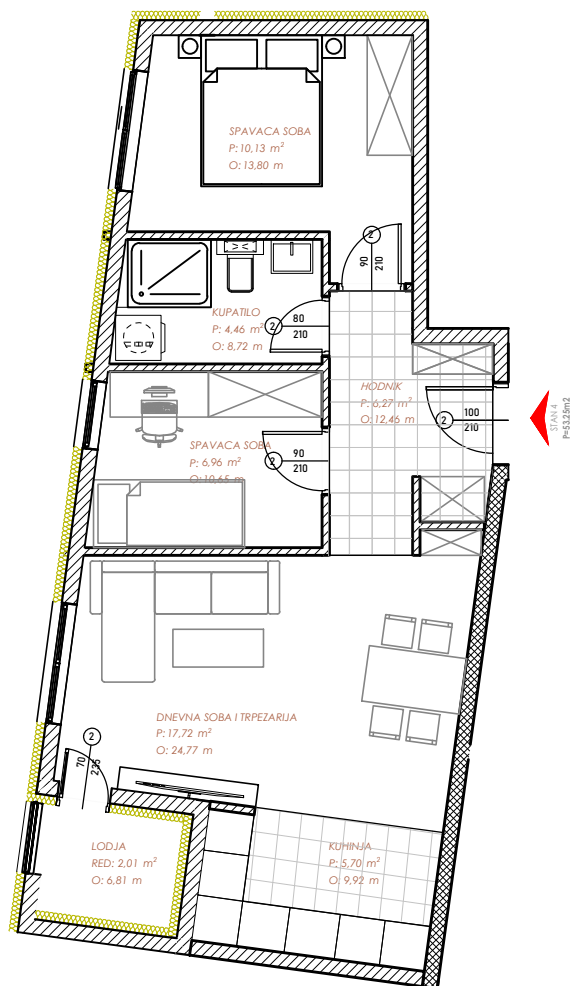 SPAVACA SOBA
P:10,13 m²
O:13,80 m
2
90
210
KUPATILO
P: 4,46 m²
O: 8,72 m
2
80
210
HODNIK
P: 6,27 m²
O:12,46 m
2
100
210
STAN 4
P=53.25m2
SPAVACA SOBA
P: 6,96 m²
O:10,65 m
2
90
210
DNEVNA SOBA I TRPEZARIJA
P:17,72 m²
O: 24,77 m
2
70
235
LODJA
RED: 2,01 m²
O: 6,81 m
KUHINJA
P: 5,70 m²
O: 9,92 m